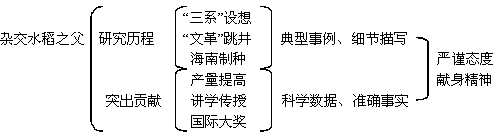 杂交水稻之父
研究历程
“三系”设想
“文革”跳井
海南制种
典型事例、细节描写
突出贡献
产量提高
讲学传授
国际大奖
科学数据、准确事实
严谨态度
献身精神